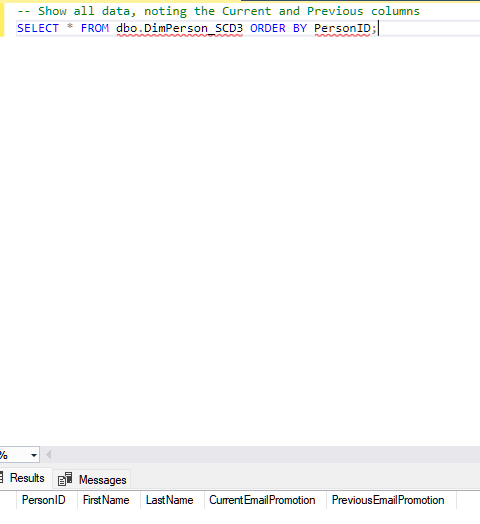 -- Show all data, noting the Current and Previous columns
SELECT * FROM dbo.DimPerson_SCD3 ORDER BY PersonID;
%
Results Messages
PersonID FirstName LastName CurrentEmailPromotion PreviousEmailPromotion